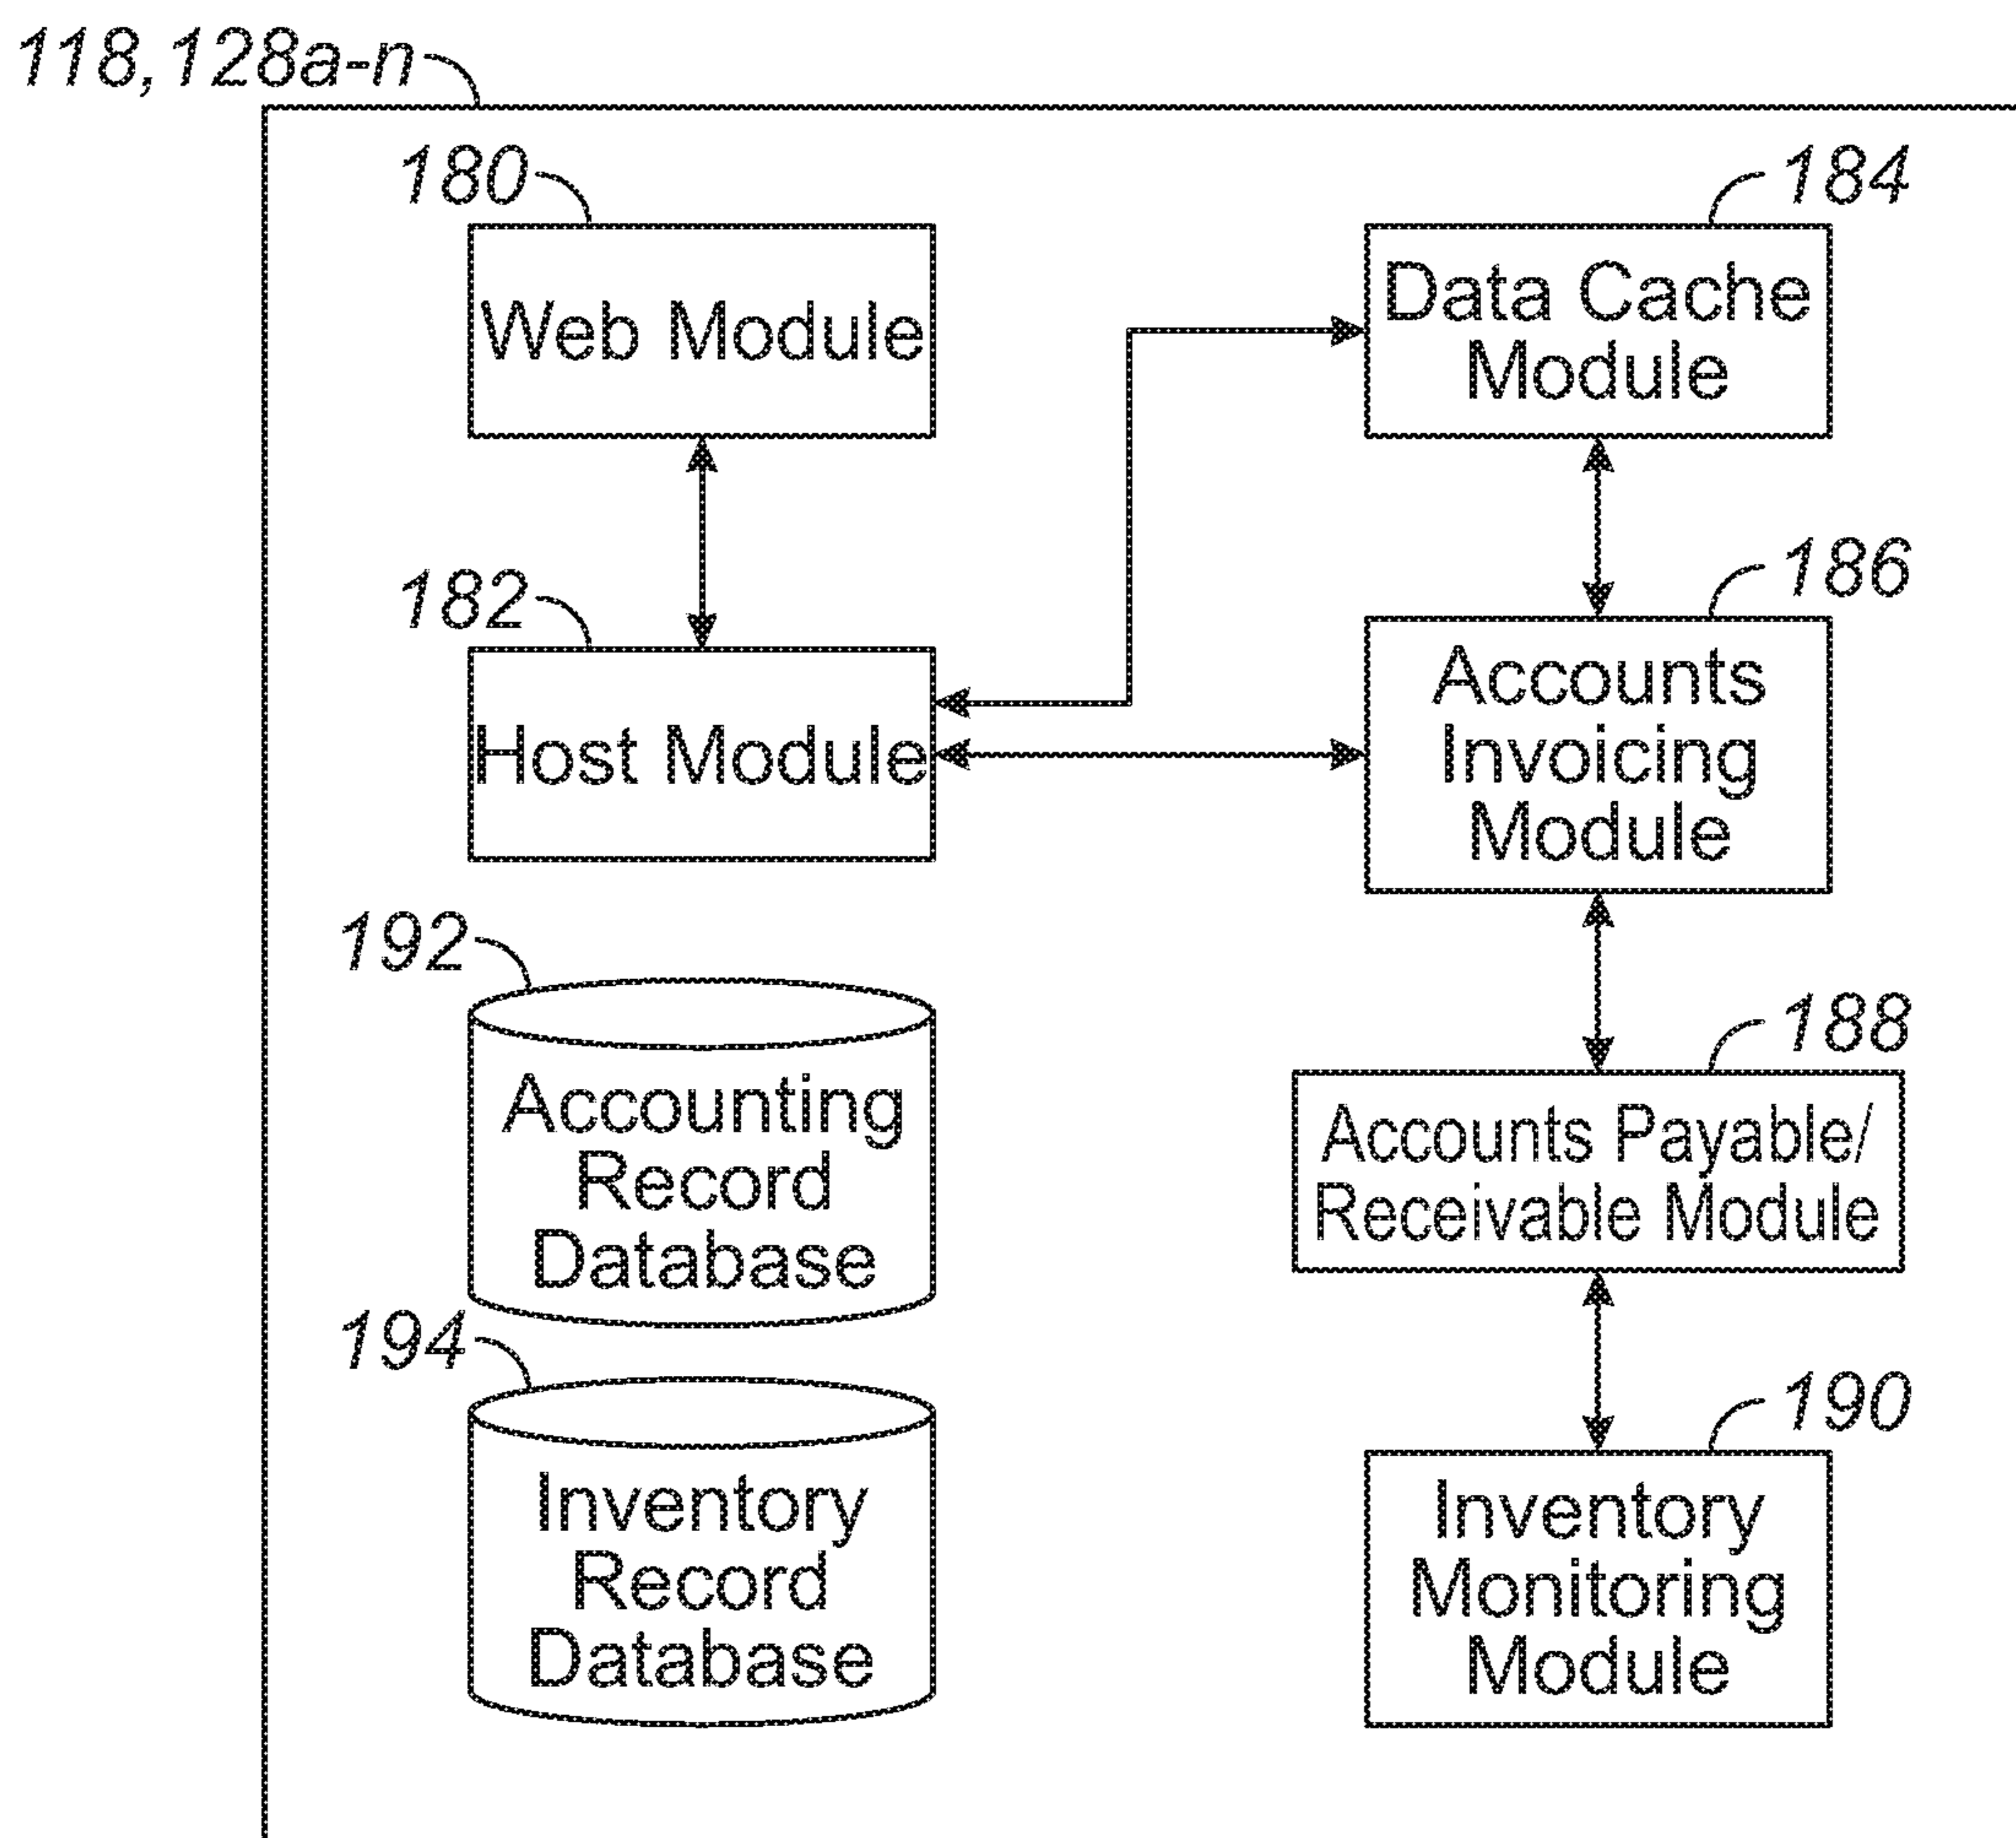 118,128a-n
180
Web Module
184
Data Cache
Module
182
Host Module
186
Accounts
Invoicing
Module
192
Accounting
Record
Database
188
Accounts Payable/
Receivable Module
194
Inventory
Record
Database
190
Inventory
Monitoring
Module